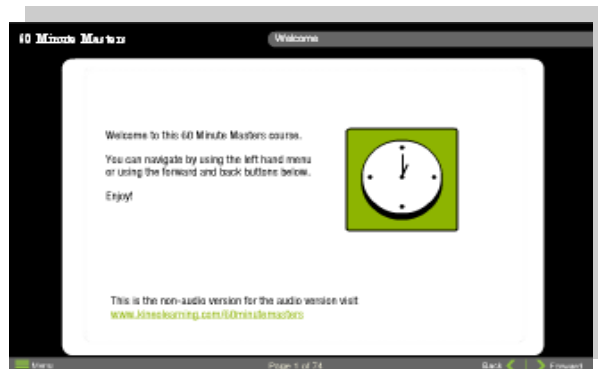 60 Minute Masters
Welcome
Welcome to this 60 Minute Masters course.
You can navigate by using the left hand menu
or using the forward and back buttons below.
Enjoy!
This is the non-audio version for the audio version visit
www.kineolearning.com/60minutemasters
Menu
Page 1 of 74
Back
Forward